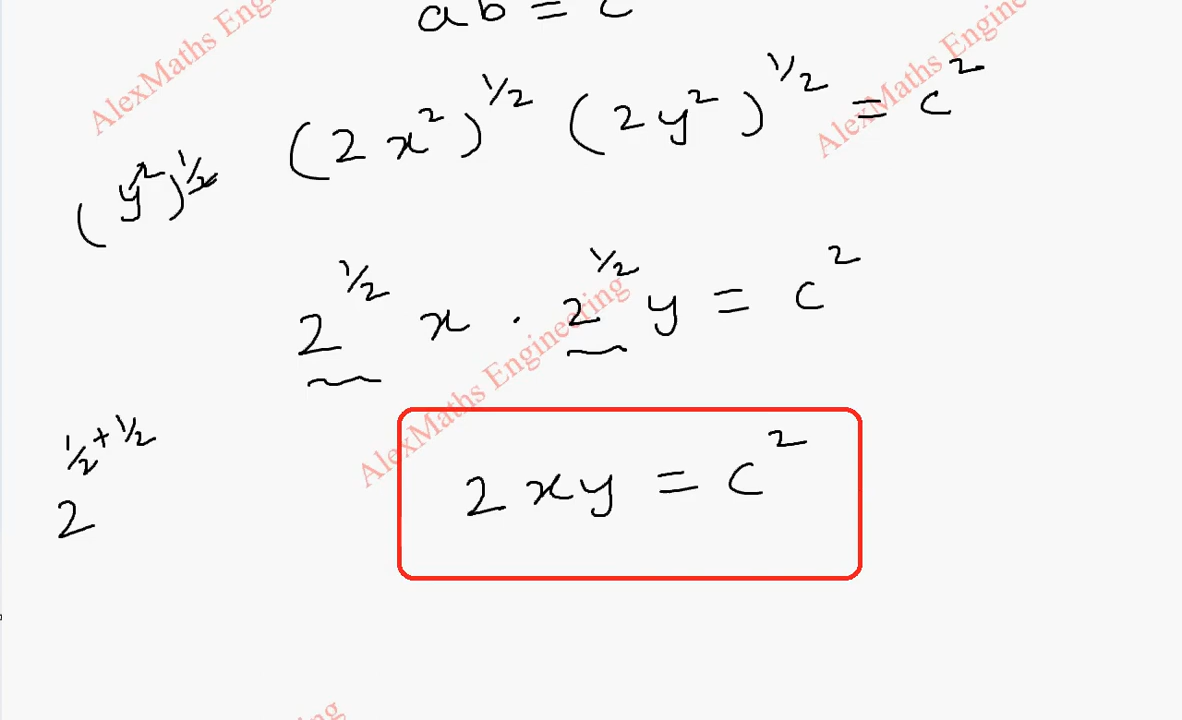 ab = c
(2x²)^1/2 (2y²)^1/2 = c²
(y²)^1/2
2^1/2 x · 2^1/2 y = c²
2^1/2+1/2
2xy = c²
AlexMaths Engineering